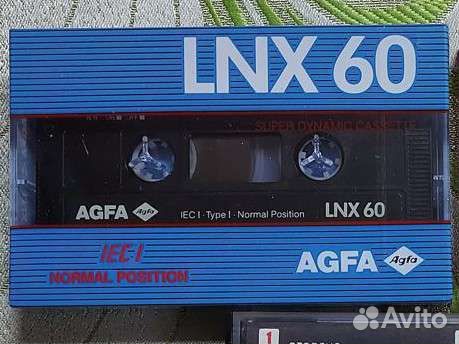 LNX 60
SUPER DYNAMIC CASSETTE
AGFA Agfa IEC I · Type I · Normal Position LNX 60
IEC·I
NORMAL POSITION
AGFA Agfa
1
Avito